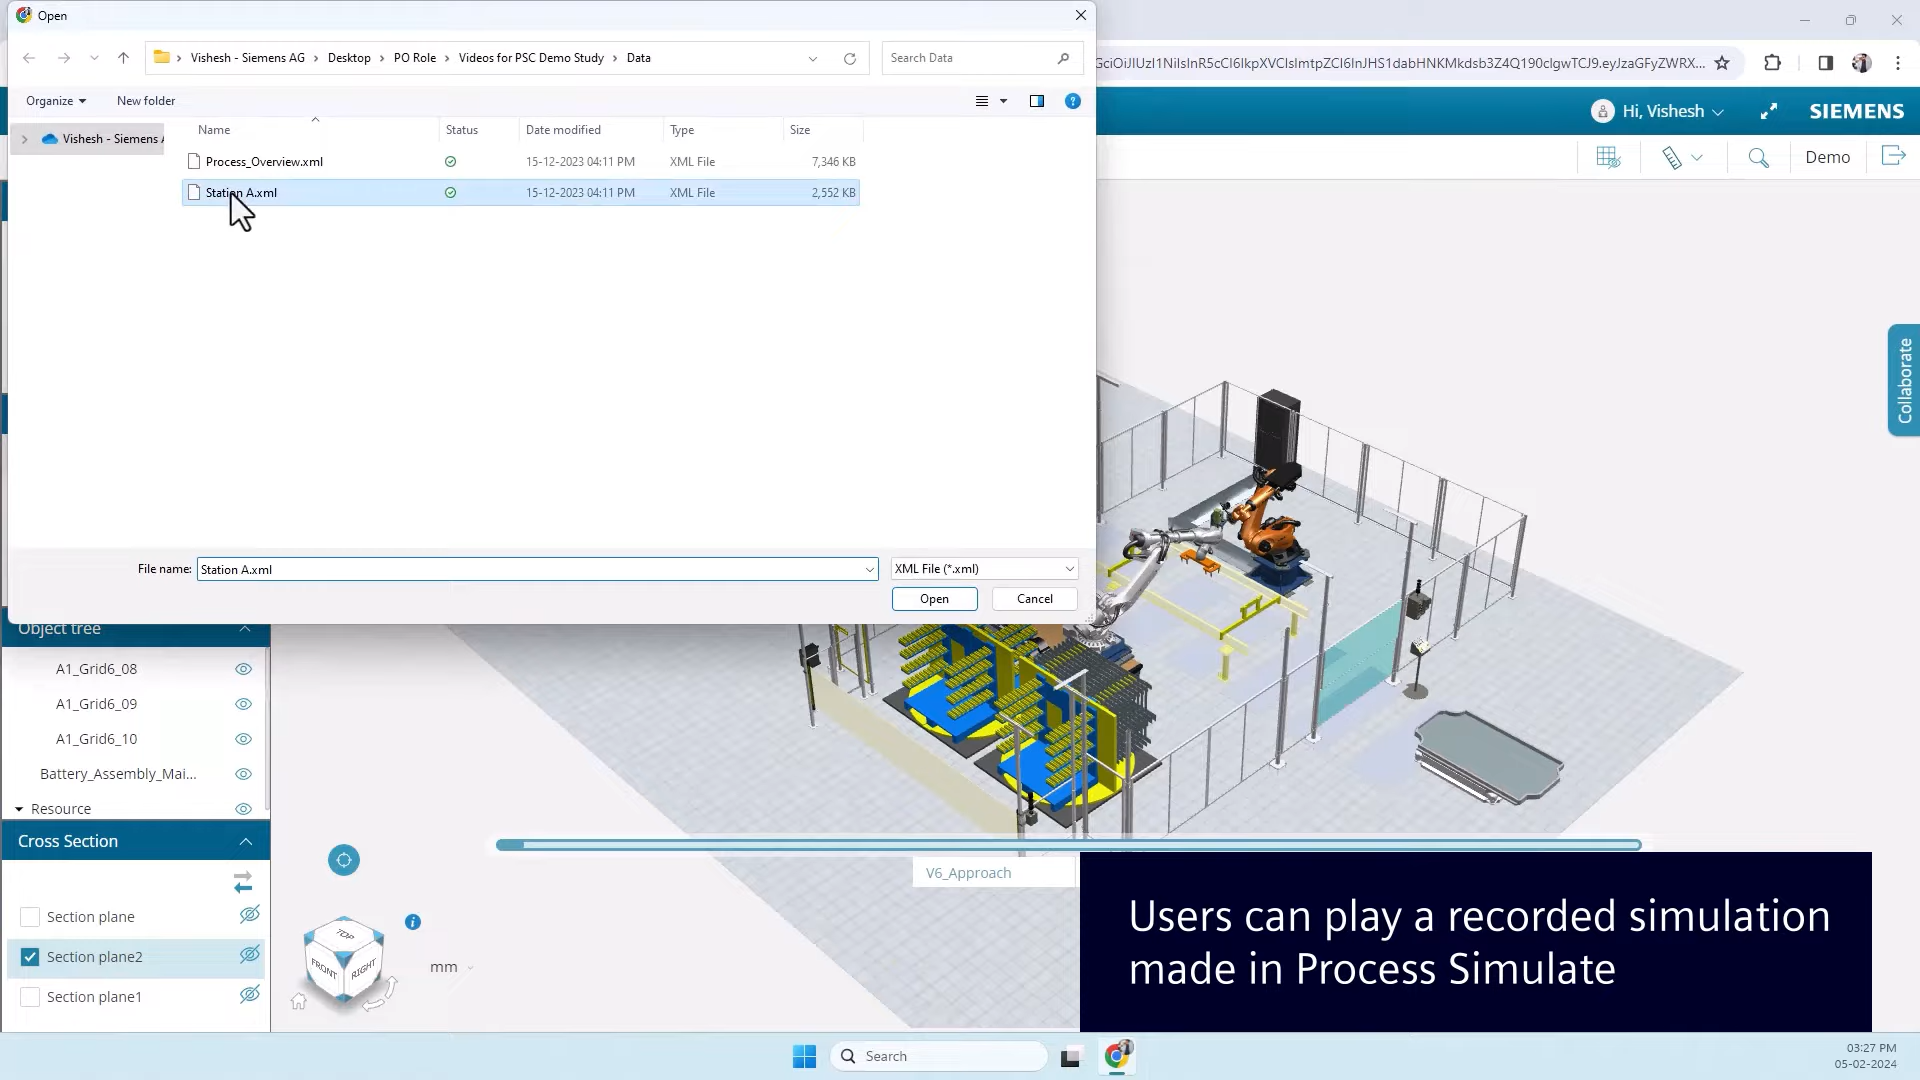 Open
Vishesh - Siemens AG > Desktop > PO Role > Videos for PSC Demo Study > Data
Search Data
Organize
New folder
Name
Status
Date modified
Type
Size
Vishesh - Siemens
Process_Overview.xml
15-12-2023 04:11 PM
XML File
7,346 KB
Station A.xml
15-12-2023 04:11 PM
XML File
2,552 KB
File name:
Station A.xml
XML File (*.xml)
Open
Cancel
Hi, Vishesh
SIEMENS
Demo
Collaborate
Object tree
A1_Grid6_08
A1_Grid6_09
A1_Grid6_10
Battery_Assembly_Mai...
Resource
Cross Section
Section plane
Section plane2
Section plane1
TOP
FRONT
RIGHT
mm
V6_Approach
Users can play a recorded simulation
made in Process Simulate
Search
03:27 PM
05-02-2024